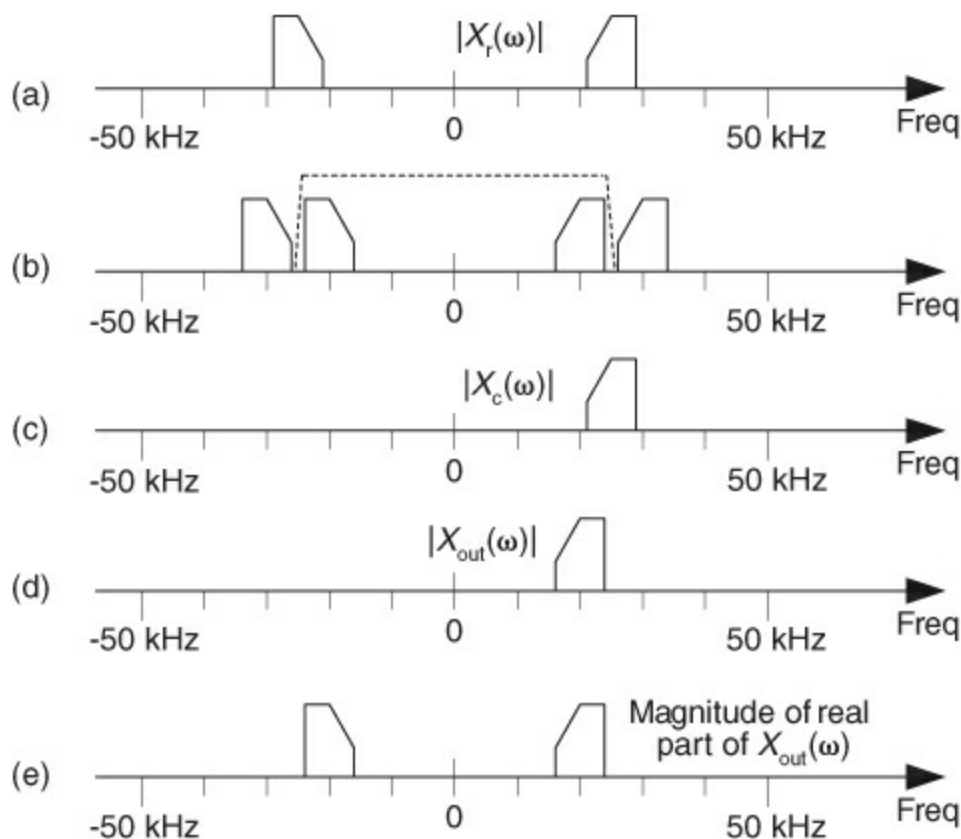 |Xr(ω)|
(a)
-50 kHz 0 50 kHz Freq
(b)
-50 kHz 0 50 kHz Freq
|Xc(ω)|
(c)
-50 kHz 0 50 kHz Freq
|Xout(ω)|
(d)
-50 kHz 0 50 kHz Freq
Magnitude of real
part of Xout(ω)
(e)
-50 kHz 0 50 kHz Freq